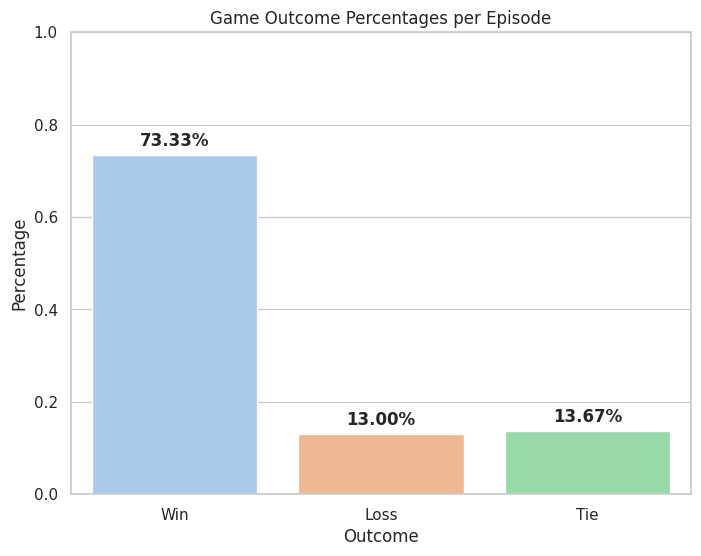 Game Outcome Percentages per Episode
1.0
0.8
0.6
0.4
0.2
0.0
Percentage
73.33%
13.00%
13.67%
Win
Loss
Tie
Outcome